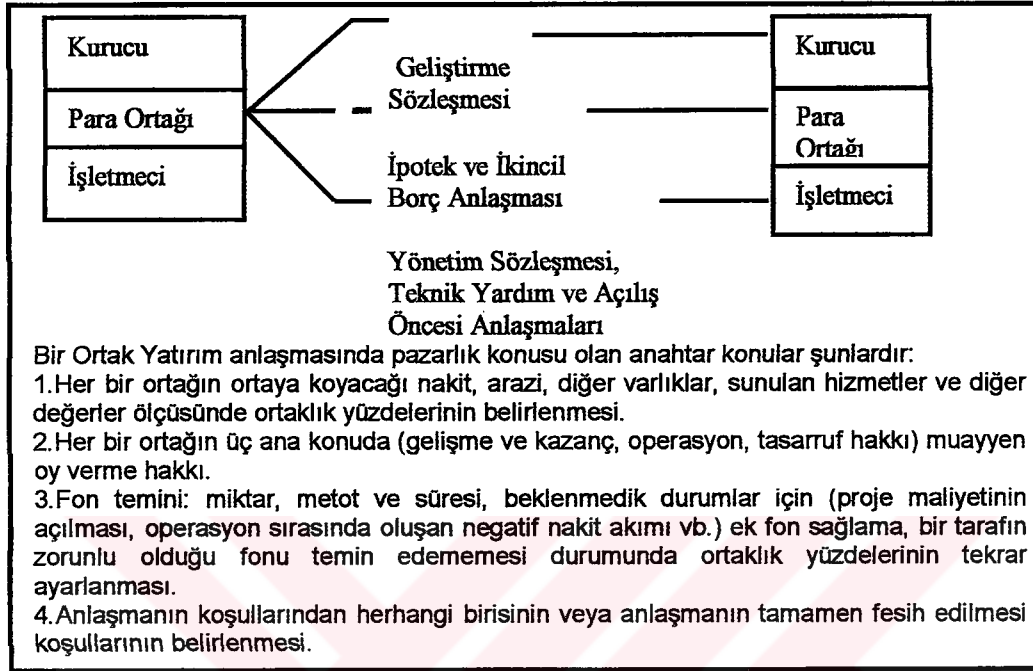 Kurucu
Para Ortağı
İşletmeci
Geliştirme
Sözleşmesi
İpotek ve İkincil
Borç Anlaşması
Yönetim Sözleşmesi,
Teknik Yardım ve Açılış
Öncesi Anlaşmaları
Kurucu
Para
Ortağı
İşletmeci
Bir Ortak Yatırım anlaşmasında pazarlık konusu olan anahtar konular şunlardır:
1.Her bir ortağın ortaya koyacağı nakit, arazi, diğer varlıklar, sunulan hizmetler ve diğer
değerler ölçüsünde ortaklık yüzdelerinin belirlenmesi.
2.Her bir ortağın üç ana konuda (gelişme ve kazanç, operasyon, tasarruf hakkı) muayyen
oy verme hakkı.
3.Fon temini: miktar, metot ve süresi, beklenmedik durumlar için (proje maliyetinin
açılması, operasyon sırasında oluşan negatif nakit akımı vb.) ek fon sağlama, bir tarafın
zorunlu olduğu fonu temin edememesi durumunda ortaklık yüzdelerinin tekrar
ayarlanması.
4.Anlaşmanın koşullarından herhangi birisinin veya anlaşmanın tamamen fesih edilmesi
koşullarının belirlenmesi.